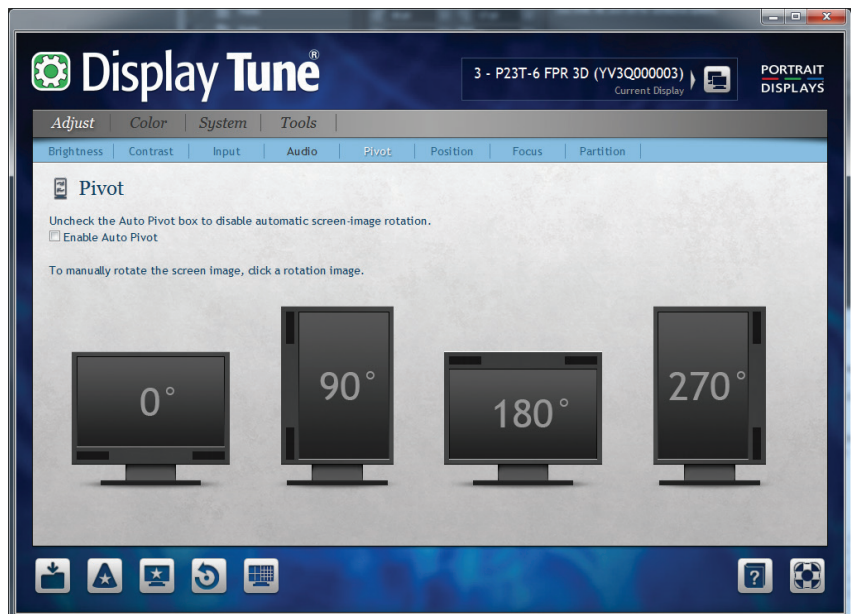 Display Tune®
3 - P23T-6 FPR 3D (YV3Q000003)
Current Display
PORTRAIT
DISPLAYS
Adjust Color System Tools
Brightness Contrast Input Audio Pivot Position Focus Partition
Pivot
Uncheck the Auto Pivot box to disable automatic screen-image rotation.
Enable Auto Pivot
To manually rotate the screen image, click a rotation image.
0° 90° 180° 270°
?